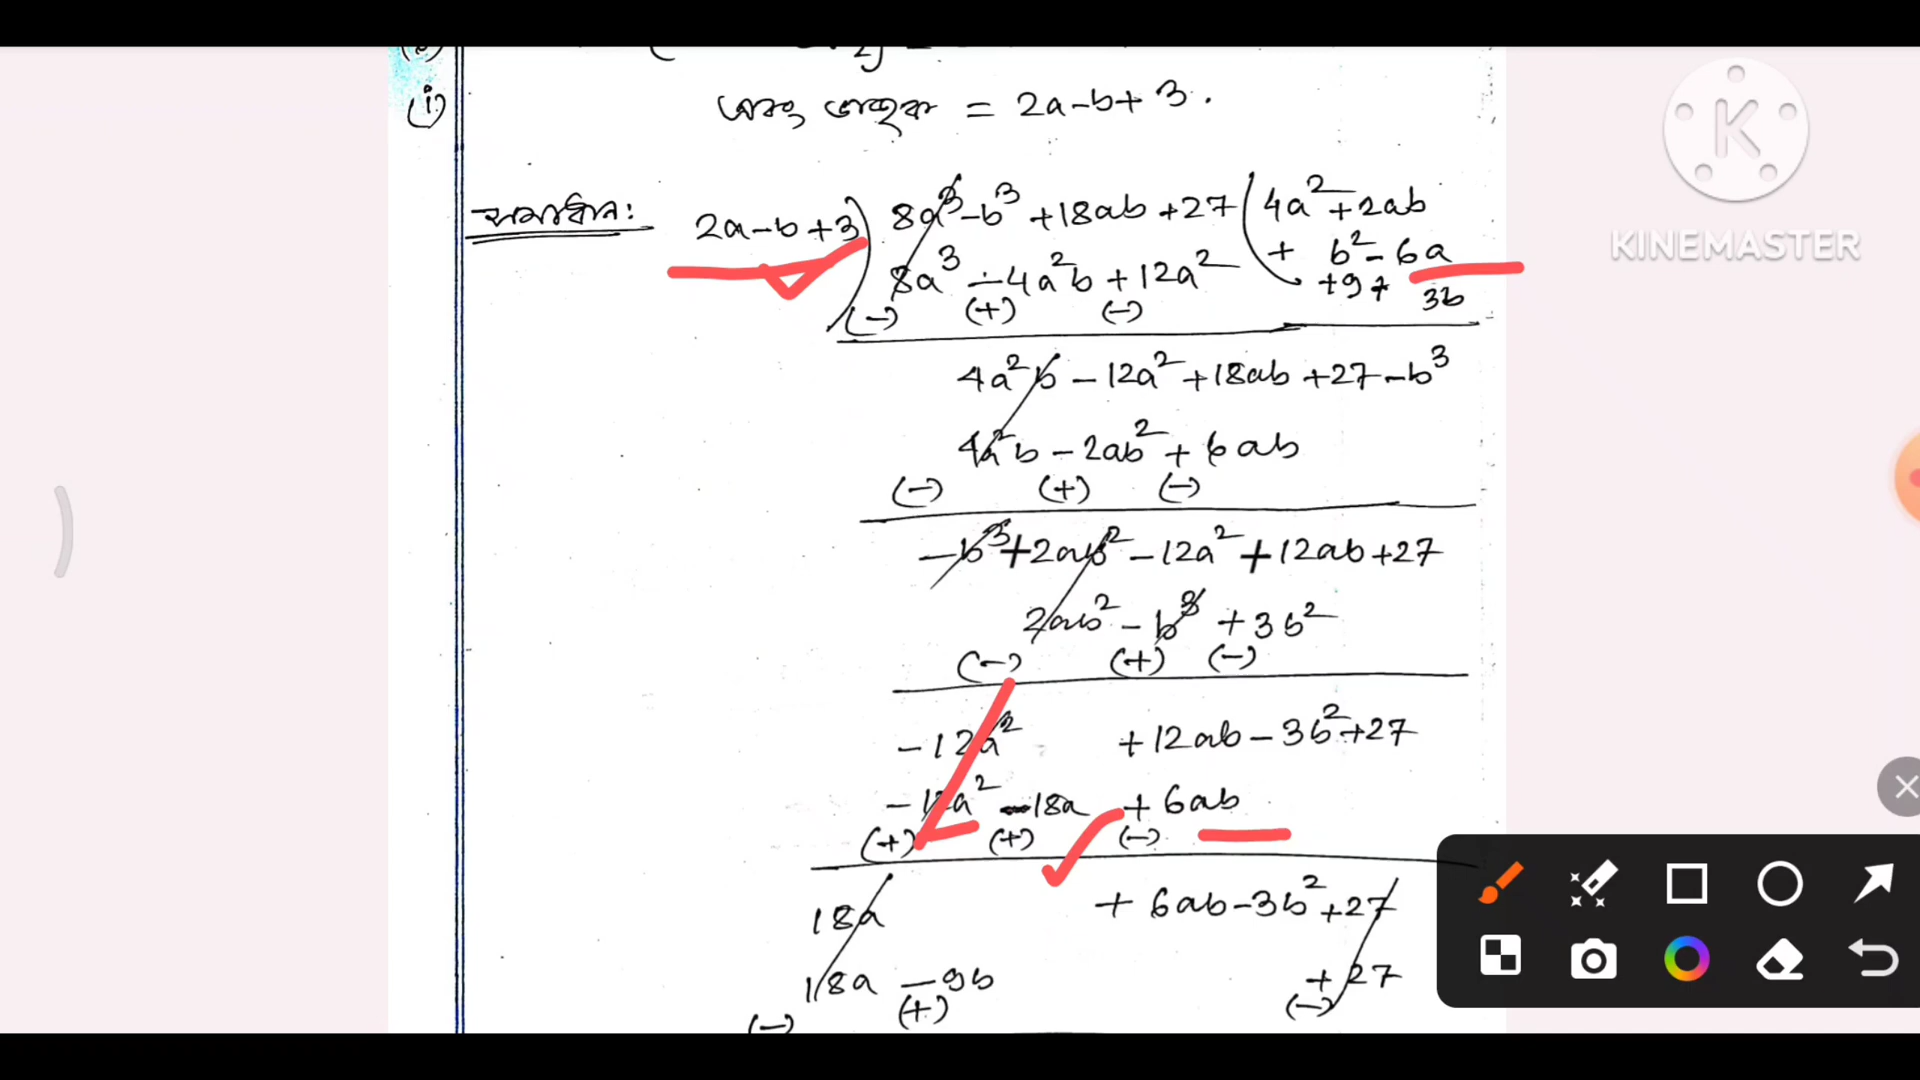 (i)
= 2a-b+3.
সমাধান:
2a-b+3) 8a³-b³+18ab+27 (4a²+2ab
+ b²-6a
8a³-4a²b+12a²
+9+ 3b
(-) (+) (-)
4a²b-12a²+18ab+27-b³
4a²b-2ab²+6ab
(-) (+) (-)
-b³+2ab²-12a²+12ab+27
2ab²-b³+3b²
(-) (+) (-)
-12a² +12ab-3b²+27
-12a²-18a+6ab
(+) (+) (-)
18a +6ab-3b²+27
18a-9b +27
(-) (+) (-)
KINEMASTER